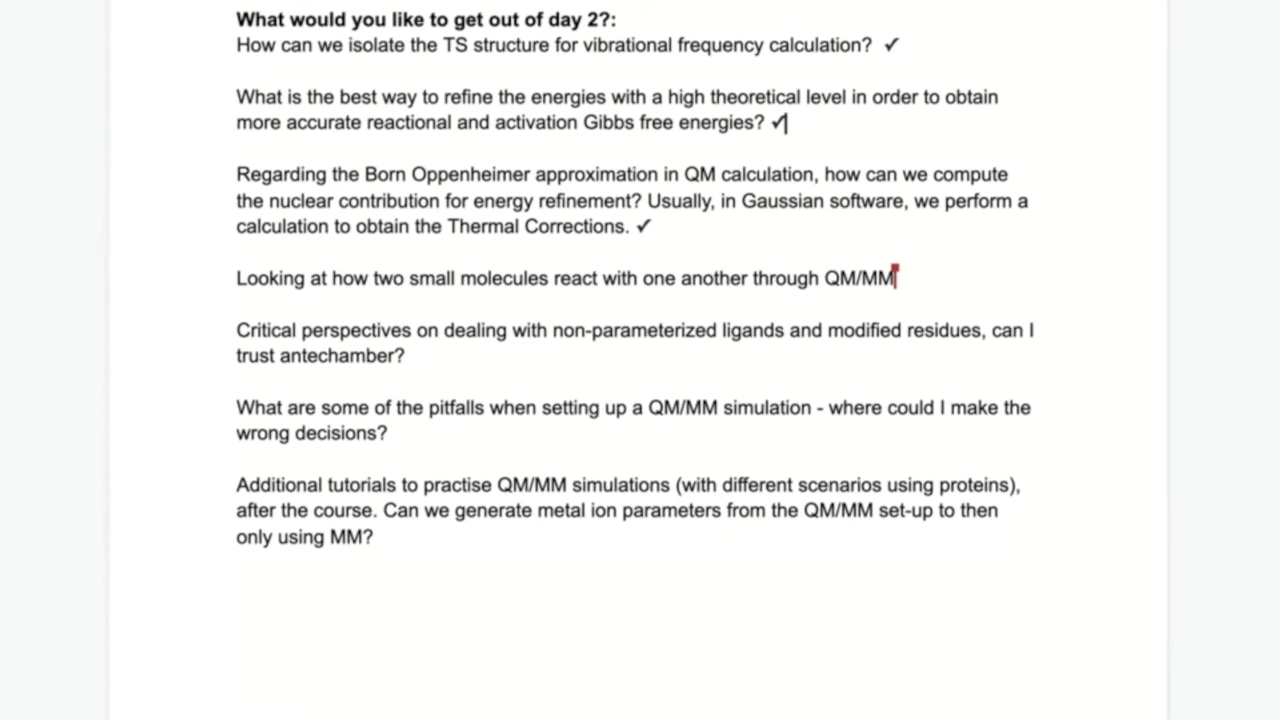 What would you like to get out of day 2?:
How can we isolate the TS structure for vibrational frequency calculation? ✓
What is the best way to refine the energies with a high theoretical level in order to obtain
more accurate reactional and activation Gibbs free energies? ✓
Regarding the Born Oppenheimer approximation in QM calculation, how can we compute
the nuclear contribution for energy refinement? Usually, in Gaussian software, we perform a
calculation to obtain the Thermal Corrections. ✓
Looking at how two small molecules react with one another through QM/MM
Critical perspectives on dealing with non-parameterized ligands and modified residues, can I
trust antechamber?
What are some of the pitfalls when setting up a QM/MM simulation - where could I make the
wrong decisions?
Additional tutorials to practise QM/MM simulations (with different scenarios using proteins),
after the course. Can we generate metal ion parameters from the QM/MM set-up to then
only using MM?